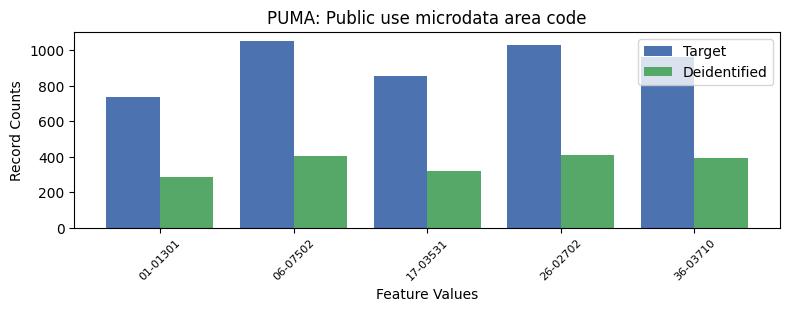 PUMA: Public use microdata area code
Record Counts
1000
800
600
400
200
0
Target
Deidentified
01-01301
06-07502
17-03531
26-02702
36-03710
Feature Values